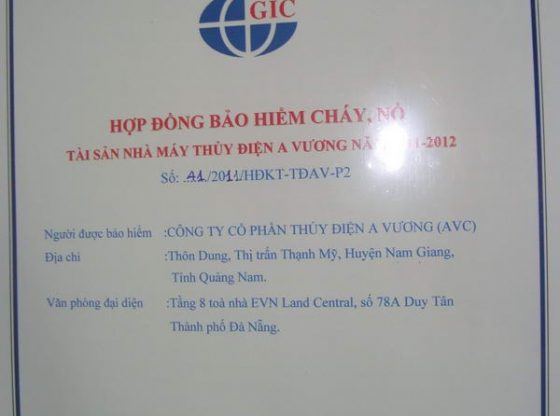 GIC
HỢP ĐỒNG BẢO HIỂM CHÁY, NỔ
TÀI SẢN NHÀ MÁY THỦY ĐIỆN A VƯƠNG -2012
Số: 41/2011/HĐKT-TĐAV-P2
Người được bảo hiểm :CÔNG TY CỔ PHẦN THỦY ĐIỆN A VƯƠNG (AVC)
Địa chỉ :Thôn Dung, Thị trấn Thạnh Mỹ, Huyện Nam Giang,
Tỉnh Quảng Nam.
Văn phòng đại diện :Tầng 8 toà nhà EVN Land Central, số 78A Duy Tân
Thành phố Đà Nẵng.